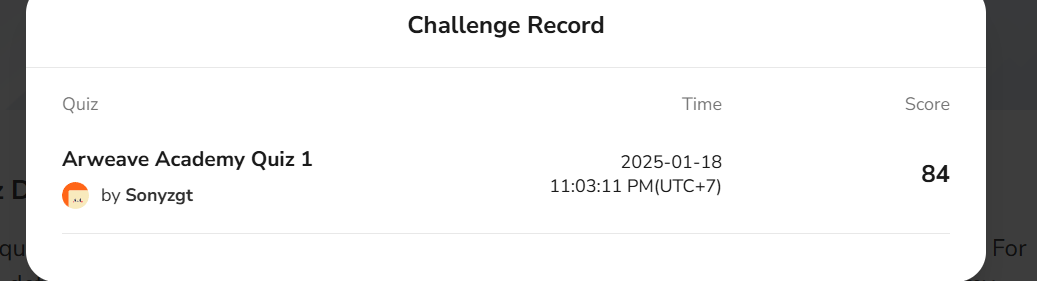 Challenge Record
Quiz
Time
Score
Arweave Academy Quiz 1
by Sonyzgt
2025-01-18
11:03:11 PM(UTC+7)
84
For